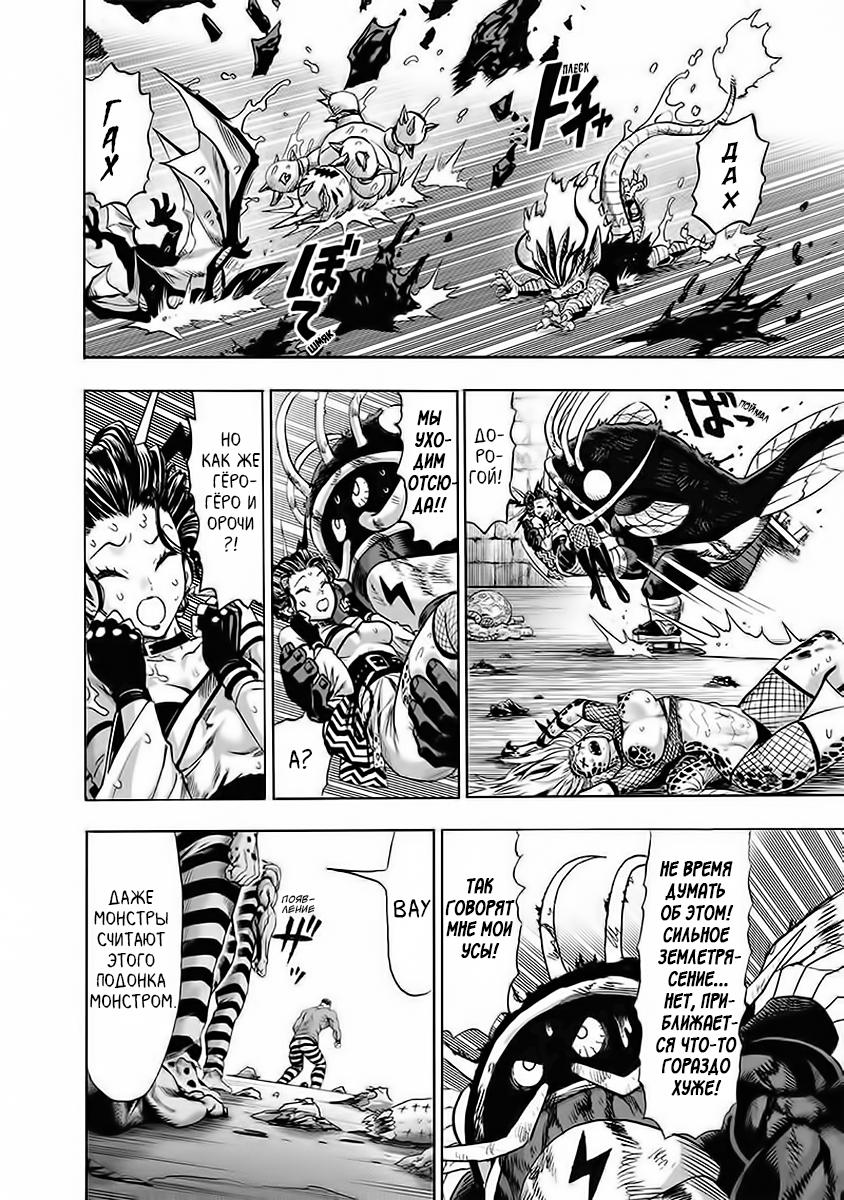 ПЛЕСК
ドチャ
ДАХ
ГАХ
ぼて
ШМЯК
ПОЙМАЛ
ばっ
ДО-
РО-
ГОЙ!
МЫ
УХО-
ДИМ
ОТСЮ-
ДА!!
А?
НО
КАК ЖЕ
ГЁРО-
ГЁРО И
ОРОЧИ
?!
НЕ ВРЕМЯ
ДУМАТЬ
ОБ ЭТОМ!
СИЛЬНОЕ
ЗЕМЛЕТРЯ-
СЕНИЕ...
НЕТ, ПРИ-
БЛИЖАЕТ-
СЯ ЧТО-ТО
ГОРАЗДО
ХУЖЕ!
ТАК
ГОВОРЯТ
МНЕ МОИ
УСЫ!
ВАУ
ПОЯВ-
ЛЕНИЕ
ДАЖЕ
МОНСТРЫ
СЧИТАЮТ
ЭТОГО
ПОДОНКА
МОНСТРОМ.